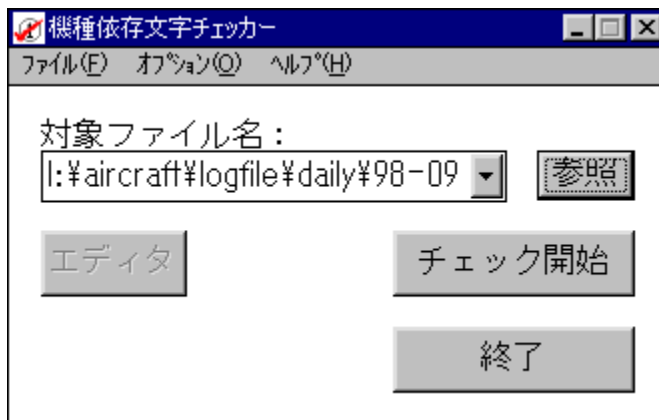 機種依存文字チェッカー
ファイル(F) オプション(O) ヘルプ(H)
対象ファイル名：
I:¥aircraft¥logfile¥daily¥98-09
参照
エディタ
チェック開始
終了